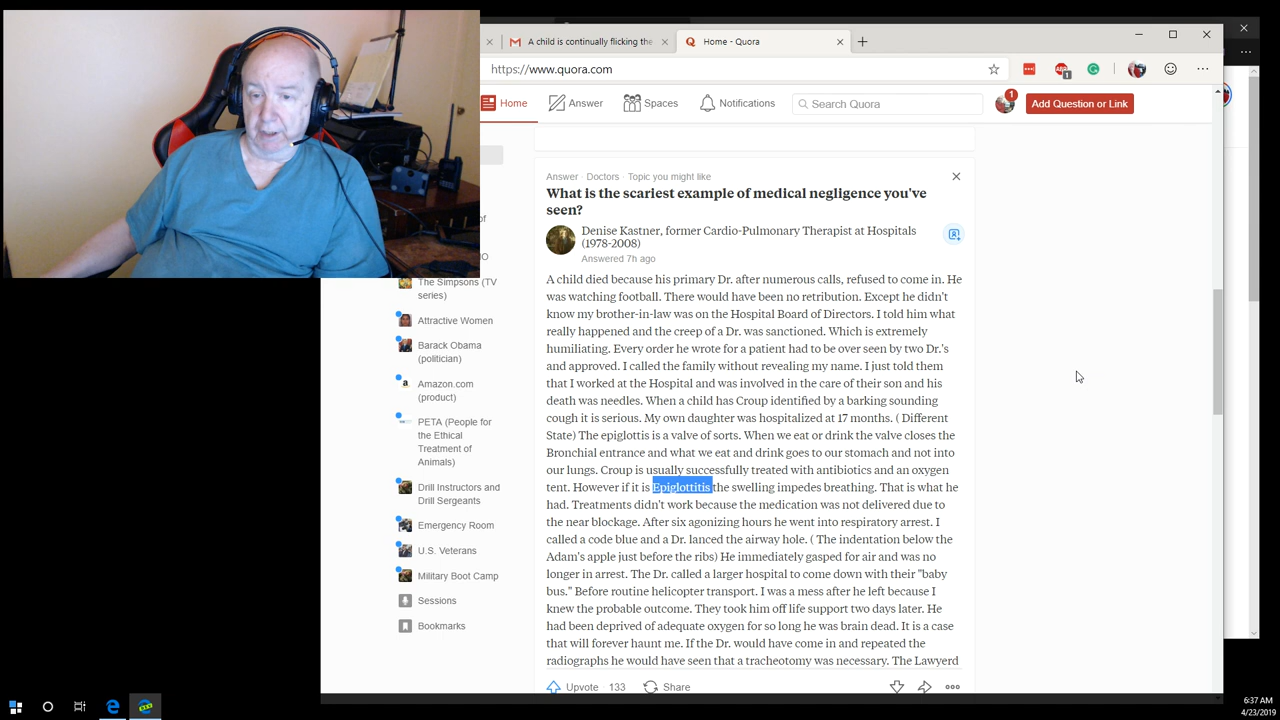 A child is continually flicking the
Home - Quora
https://www.quora.com
1
Home
Answer
Spaces
Notifications
Search Quora
1
Add Question or Link
Answer · Doctors · Topic you might like
What is the scariest example of medical negligence you've
seen?
Denise Kastner, former Cardio-Pulmonary Therapist at Hospitals
(1978-2008)
Answered 7h ago
A child died because his primary Dr. after numerous calls, refused to come in. He
was watching football. There would have been no retribution. Except he didn't
know my brother-in-law was on the Hospital Board of Directors. I told him what
really happened and the creep of a Dr. was sanctioned. Which is extremely
humiliating. Every order he wrote for a patient had to be over seen by two Dr.'s
and approved. I called the family without revealing my name. I just told them
that I worked at the Hospital and was involved in the care of their son and his
death was needles. When a child has Croup identified by a barking sounding
cough it is serious. My own daughter was hospitalized at 17 months. ( Different
State) The epiglottis is a valve of sorts. When we eat or drink the valve closes the
Bronchial entrance and what we eat and drink goes to our stomach and not into
our lungs. Croup is usually successfully treated with antibiotics and an oxygen
tent. However if it is Epiglottitis the swelling impedes breathing. That is what he
had. Treatments didn't work because the medication was not delivered due to
the near blockage. After six agonizing hours he went into respiratory arrest. I
called a code blue and a Dr. lanced the airway hole. ( The indentation below the
Adam's apple just before the ribs) He immediately gasped for air and was no
longer in arrest. The Dr. called a larger hospital to come down with their "baby
bus." Before routine helicopter transport. I was a mess after he left because I
knew the probable outcome. They took him off life support two days later. He
had been deprived of adequate oxygen for so long he was brain dead. It is a case
that will forever haunt me. If the Dr. would have come in and repeated the
radiographs he would have seen that a tracheotomy was necessary. The Lawyerd
Upvote · 133
Share
of
The Simpsons (TV
series)
Attractive Women
Barack Obama
(politician)
Amazon.com
(product)
PETA (People for
the Ethical
Treatment of
Animals)
Drill Instructors and
Drill Sergeants
Emergency Room
U.S. Veterans
Military Boot Camp
Sessions
Bookmarks
6:37 AM
4/23/2019